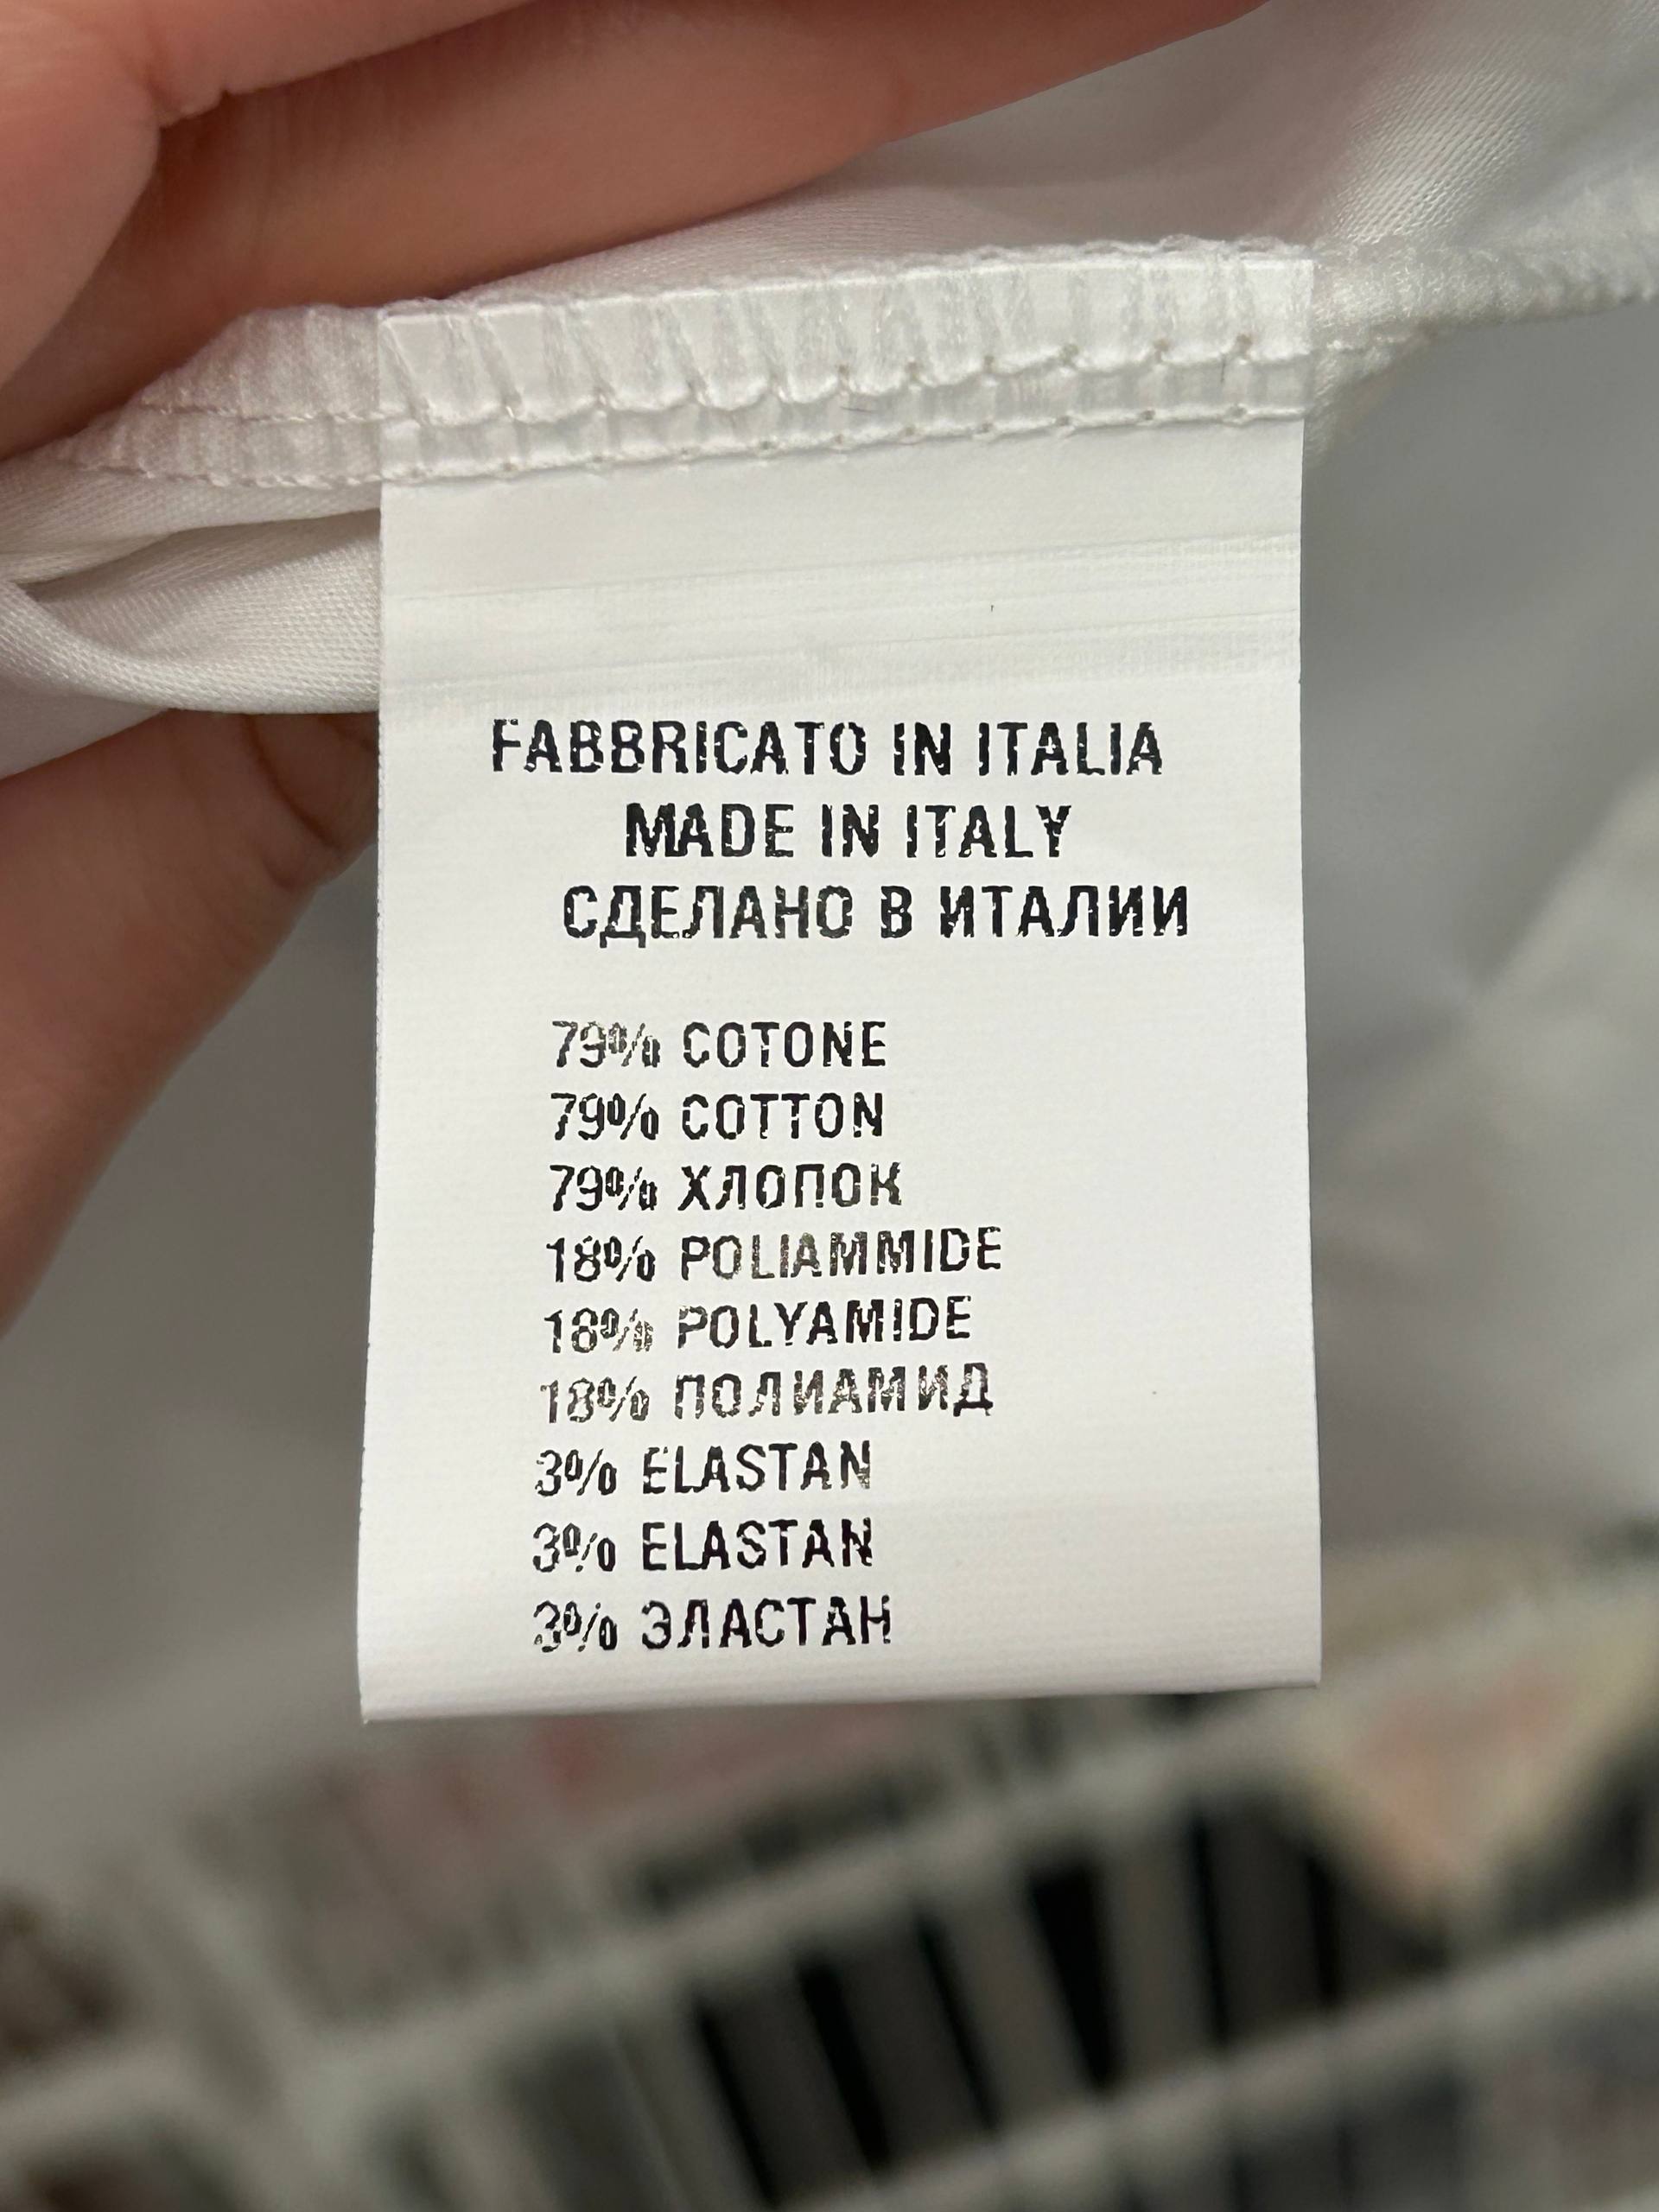 FABBRICATO IN ITALIA
MADE IN ITALY
СДЕЛАНО В ИТАЛИИ
79% COTONE
79% COTTON
79% ХЛОПОК
18% POLIAMMIDE
18% POLYAMIDE
18% ПОЛИАМИД
3% ELASTAN
3% ELASTAN
3% ЭЛАСТАН